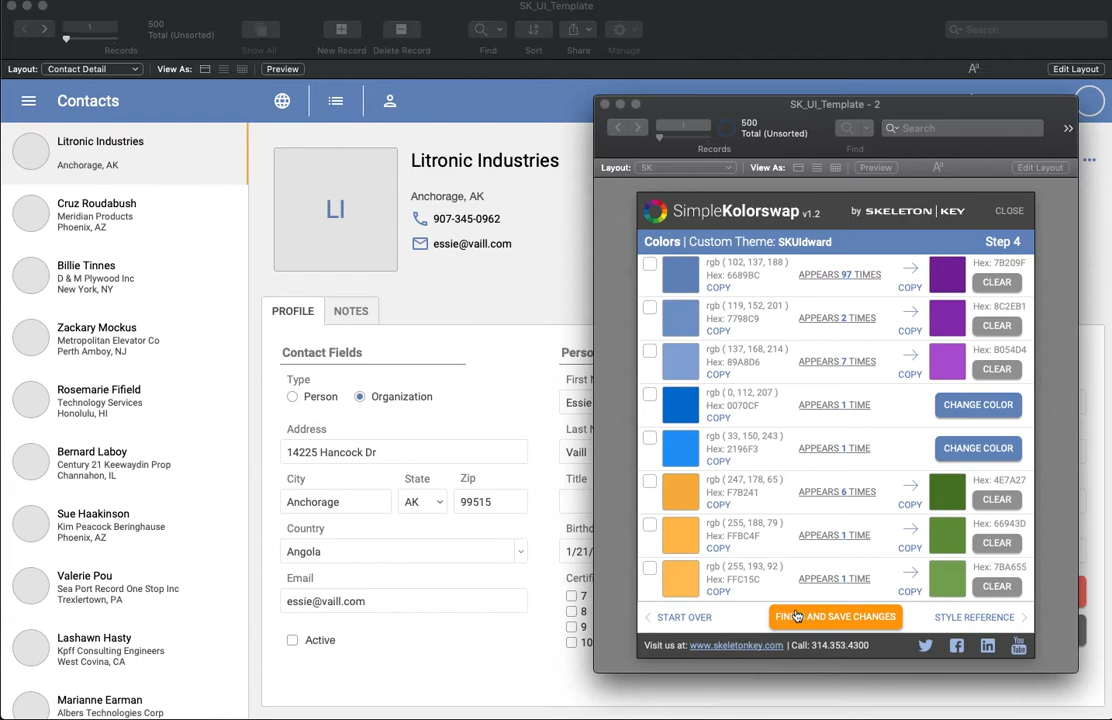 SK_UI_Template
1
500
Total (Unsorted)
Records
Show All
New Record
Delete Record
Find
Sort
Share
Manage
Search
Layout:
Contact Detail
View As:
Preview
Edit Layout
Contacts
Litronic Industries
Anchorage, AK
Cruz Roudabush
Meridian Products
Phoenix, AZ
Billie Tinnes
D & M Plywood Inc
New York, NY
Zackary Mockus
Metropolitan Elevator Co
Perth Amboy, NJ
Rosemarie Fifield
Technology Services
Honolulu, HI
Bernard Laboy
Century 21 Keewaydin Prop
Channahon, IL
Sue Haakinson
Kim Peacock Beringhause
Phoenix, AZ
Valerie Pou
Sea Port Record One Stop Inc
Trexlertown, PA
Lashawn Hasty
Kpff Consulting Engineers
West Covina, CA
Marianne Earman
Albers Technologies Corp
LI
Litronic Industries
Anchorage, AK
907-345-0962
essie@vaill.com
PROFILE
NOTES
Contact Fields
Type
Person
Organization
Address
14225 Hancock Dr
City
State
Zip
Anchorage
AK
99515
Country
Angola
Email
essie@vaill.com
Active
First
Essie
Last
Vaill
Title
1/21/
7
8
9
10
SK_UI_Template - 2
1
500
Total (Unsorted)
Records
Find
Search
Layout:
SK
View As:
Preview
Edit Layout
SimpleKolorswap v1.2
by SKELETON | KEY
CLOSE
Colors | Custom Theme: SKUIdward
Step 4
rgb ( 102, 137, 188 )
Hex: 6689BC
COPY
APPEARS 97 TIMES
COPY
Hex: 7B209F
CLEAR
rgb ( 119, 152, 201 )
Hex: 7798C9
COPY
APPEARS 2 TIMES
COPY
Hex: 8C2EB1
CLEAR
rgb ( 137, 168, 214 )
Hex: 89A8D6
COPY
APPEARS 7 TIMES
COPY
Hex: B054D4
CLEAR
rgb ( 0, 112, 207 )
Hex: 0070CF
COPY
APPEARS 1 TIME
CHANGE COLOR
rgb ( 33, 150, 243 )
Hex: 2196F3
COPY
APPEARS 1 TIME
CHANGE COLOR
rgb ( 247, 178, 65 )
Hex: F7B241
COPY
APPEARS 6 TIMES
COPY
Hex: 4E7A27
CLEAR
rgb ( 255, 188, 79 )
Hex: FFBC4F
COPY
APPEARS 1 TIME
COPY
Hex: 66943D
CLEAR
rgb ( 255, 193, 92 )
Hex: FFC15C
COPY
APPEARS 1 TIME
COPY
Hex: 7BA655
CLEAR
START OVER
AND SAVE CHANGES
STYLE REFERENCE
Visit us at: www.skeletonkey.com | Call: 314.353.4300
You
Tube